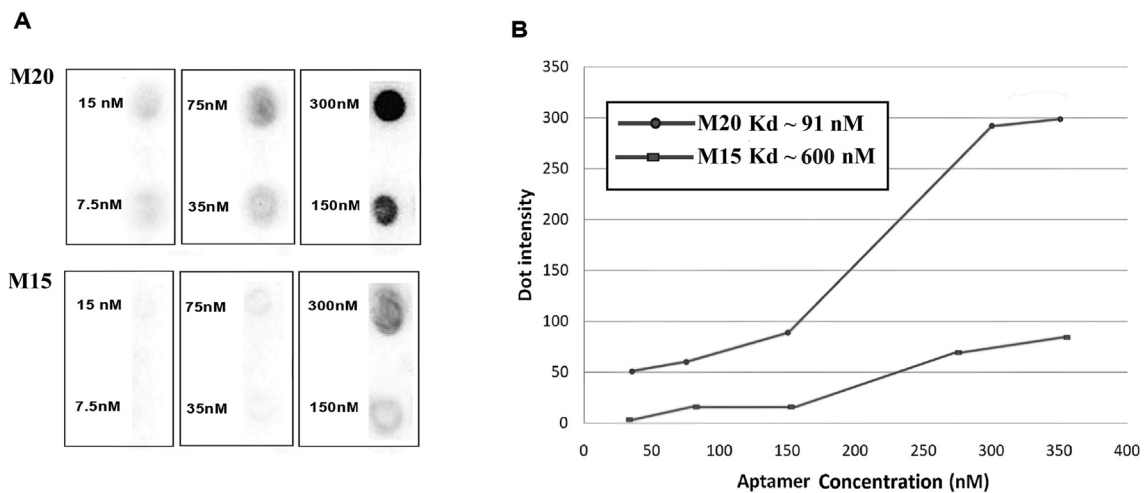 A
M20
15 nM
7.5nM
75nM
35nM
300nM
150nM
M15
15 nM
7.5nM
75nM
35nM
300nM
150nM
B
350
300
250
200
150
100
50
0
Dot intensity
M20 Kd ~ 91 nM
M15 Kd ~ 600 nM
0 50 100 150 200 250 300 350 400
Aptamer Concentration (nM)